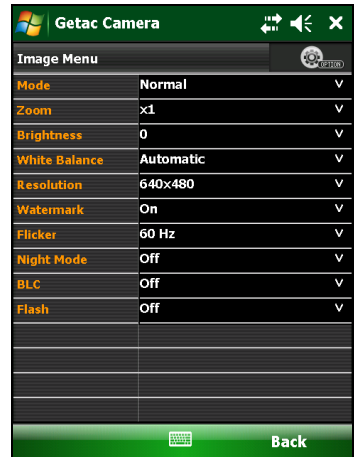 Getac Camera
Image Menu
OPTION
Mode Normal V
Zoom x1 V
Brightness 0 V
White Balance Automatic V
Resolution 640x480 V
Watermark On V
Flicker 60 Hz V
Night Mode Off V
BLC Off V
Flash Off V
Back